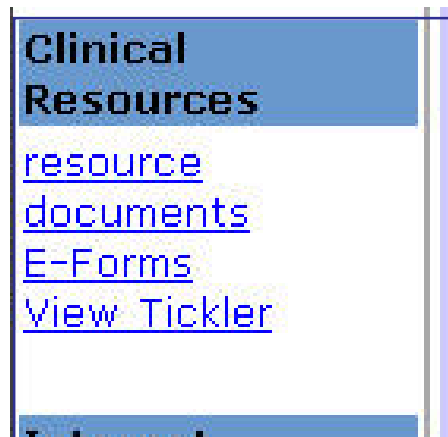 Clinical
Resources
resource
documents
E-Forms
View Tickler